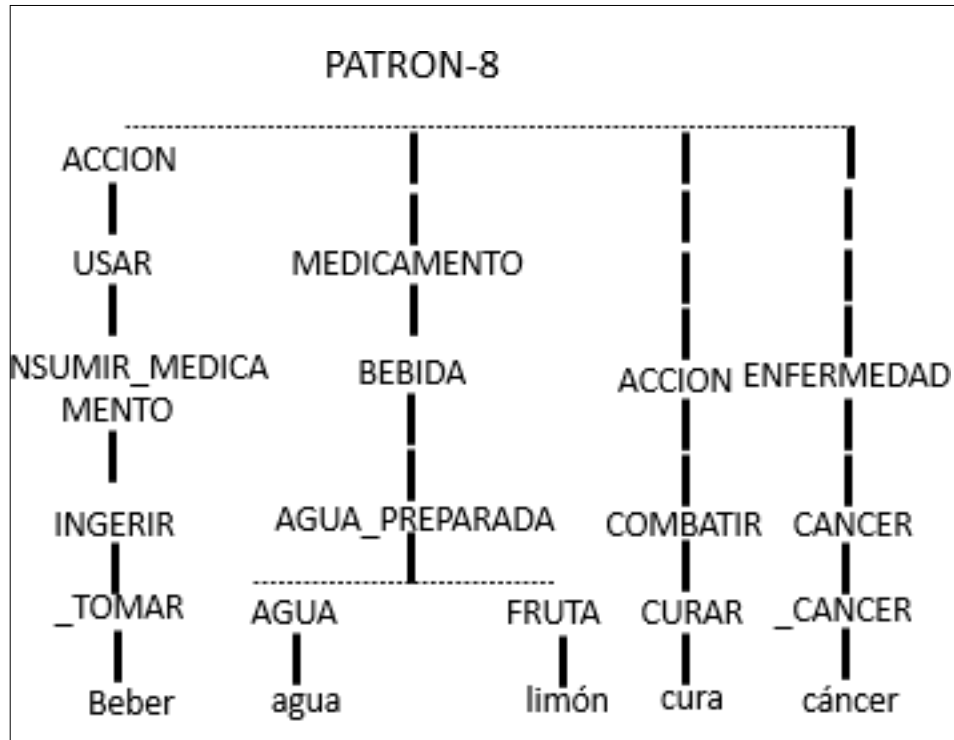 PATRON-8
ACCION
USAR MEDICAMENTO
NSUMIR_MEDICA
MENTO
BEBIDA
ACCION ENFERMEDAD
INGERIR AGUA_PREPARADA COMBATIR CANCER
_TOMAR AGUA FRUTA CURAR _CANCER
Beber agua limón cura cáncer